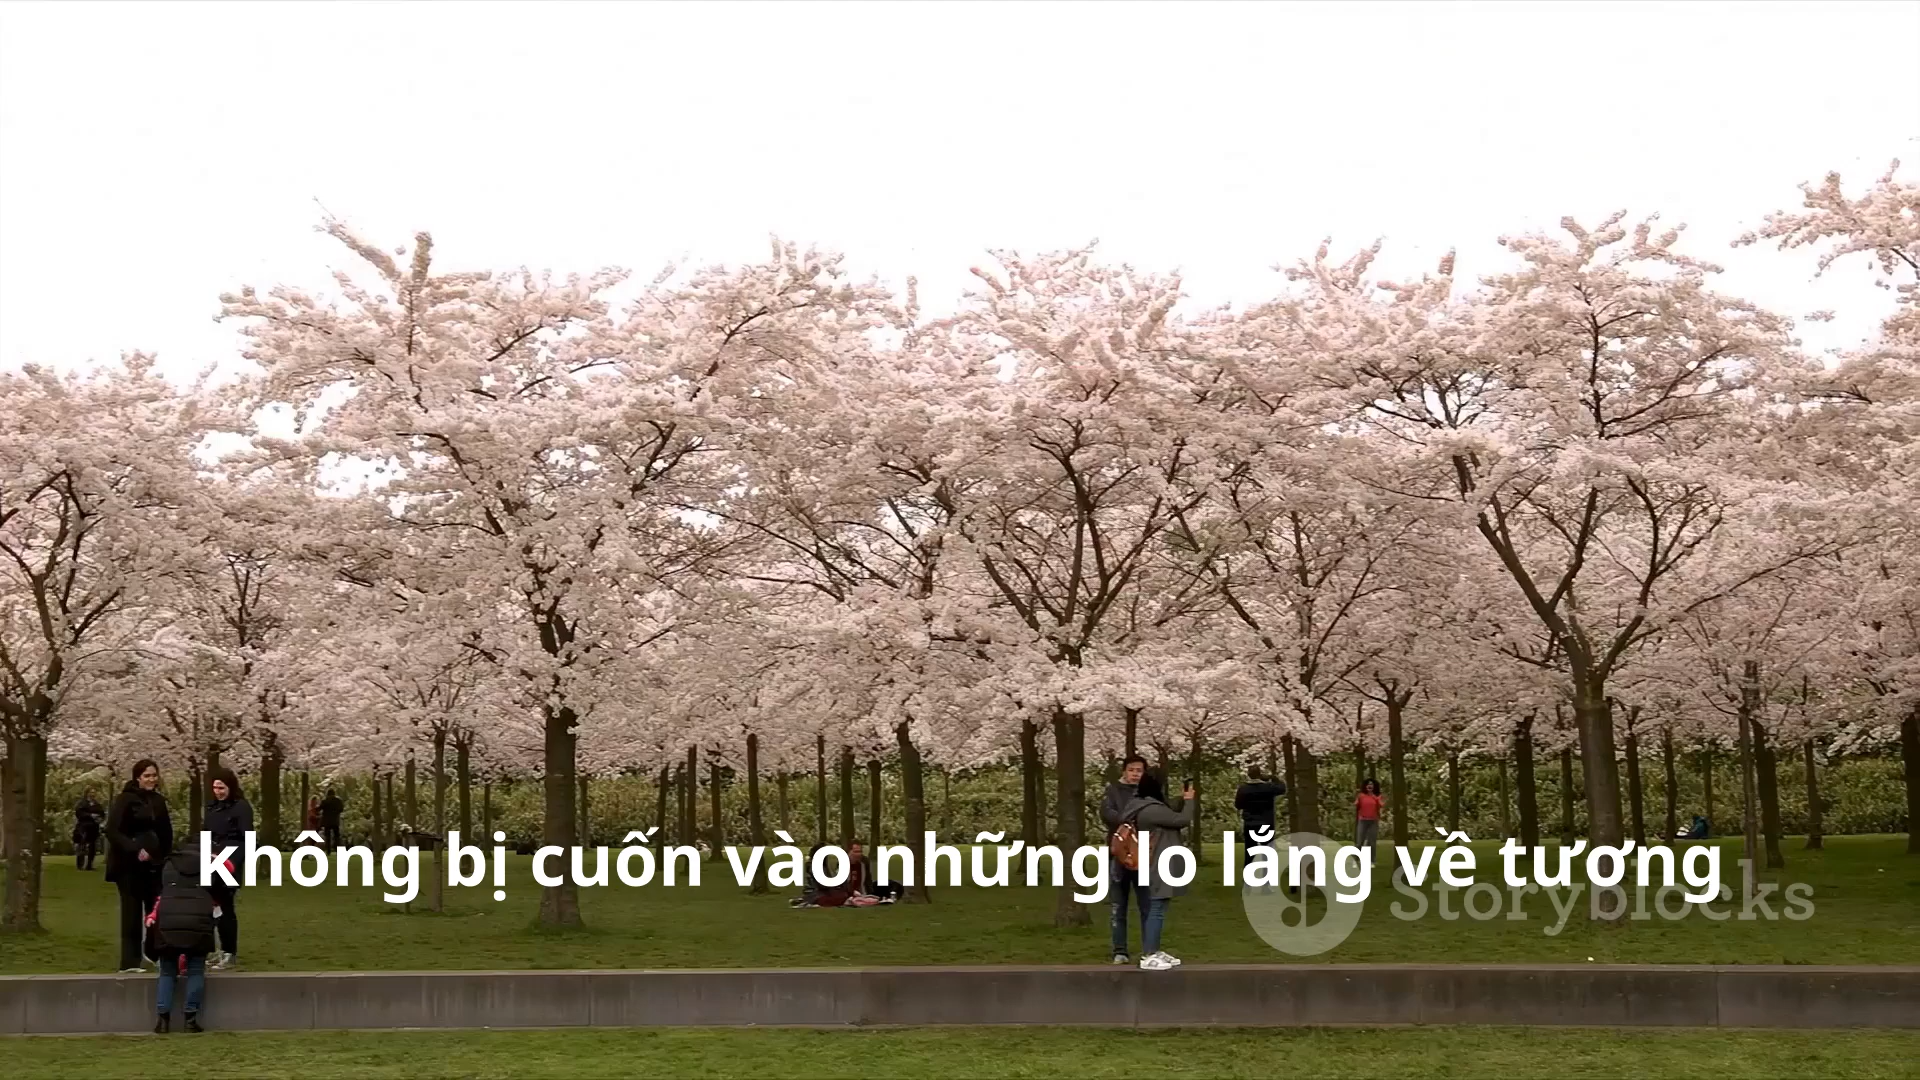 không bị cuốn vào những lo lắng về tương
Storyblocks